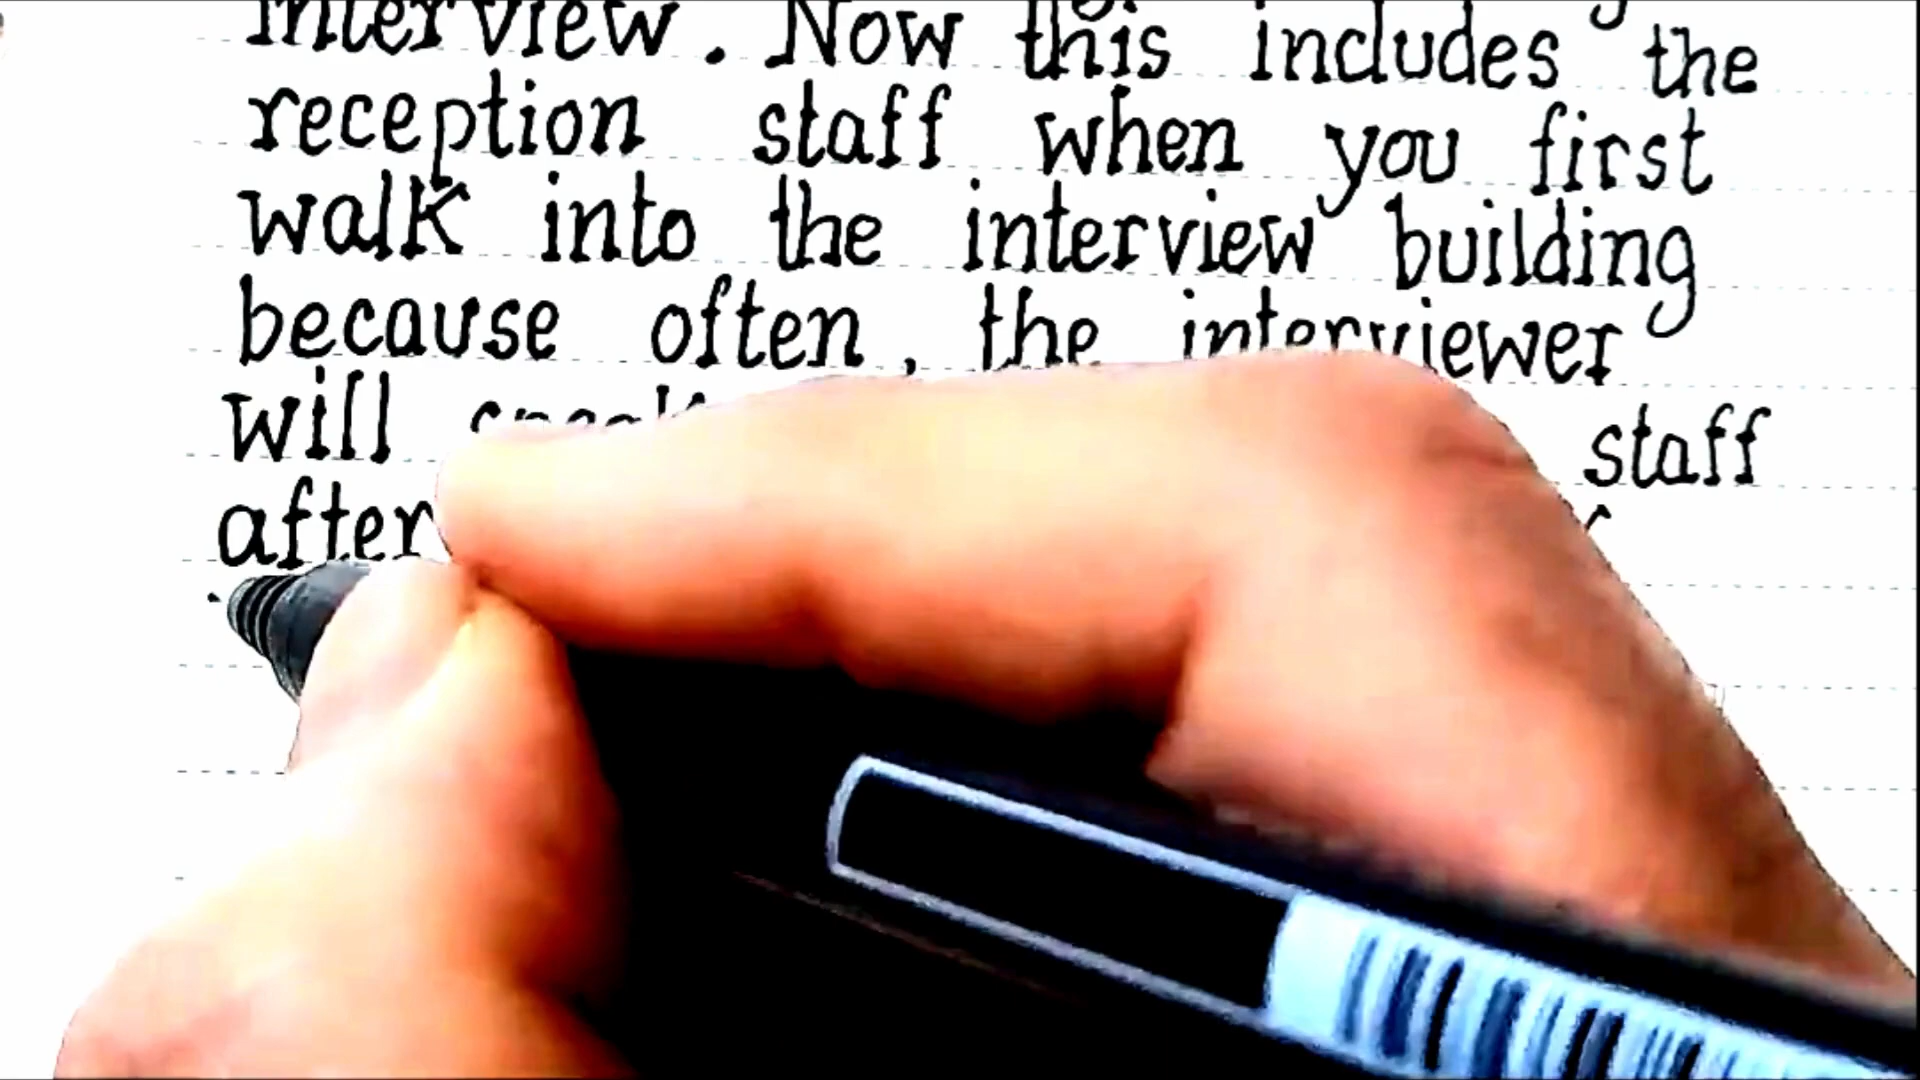 interview. Now this includes the
reception staff when you first
walk into the interview building
because often, the interviewer
will speak staff
after